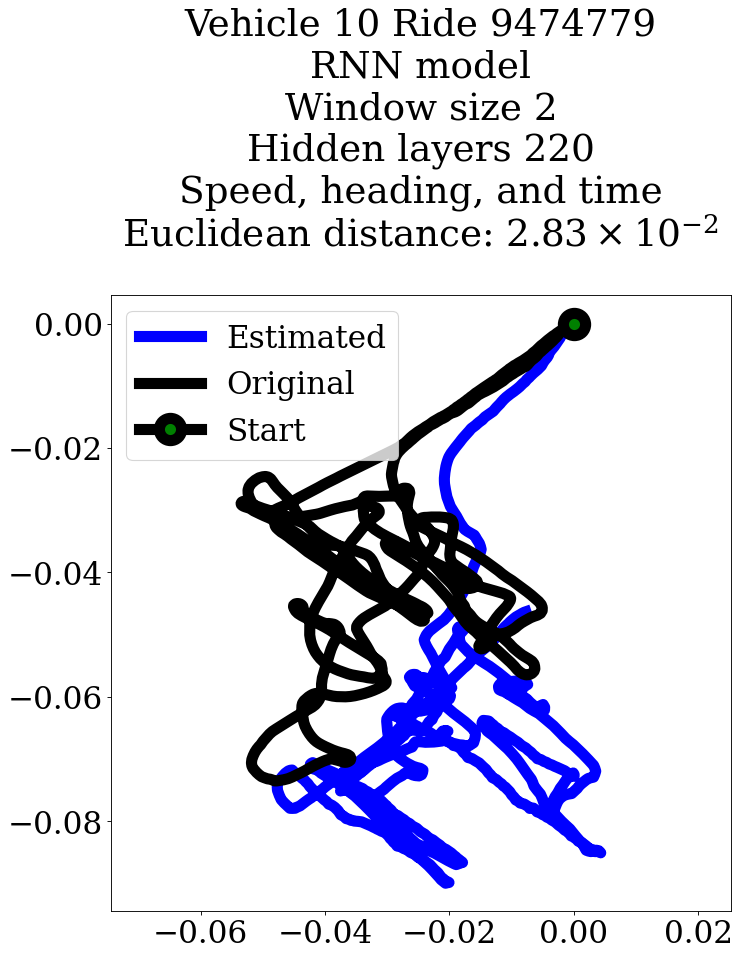 Vehicle 10 Ride 9474779
RNN model
Window size 2
Hidden layers 220
Speed, heading, and time
Euclidean distance: 2.83 × 10⁻²
Estimated
Original
Start
0.00
−0.02
−0.04
−0.06
−0.08
−0.06 −0.04 −0.02 0.00 0.02